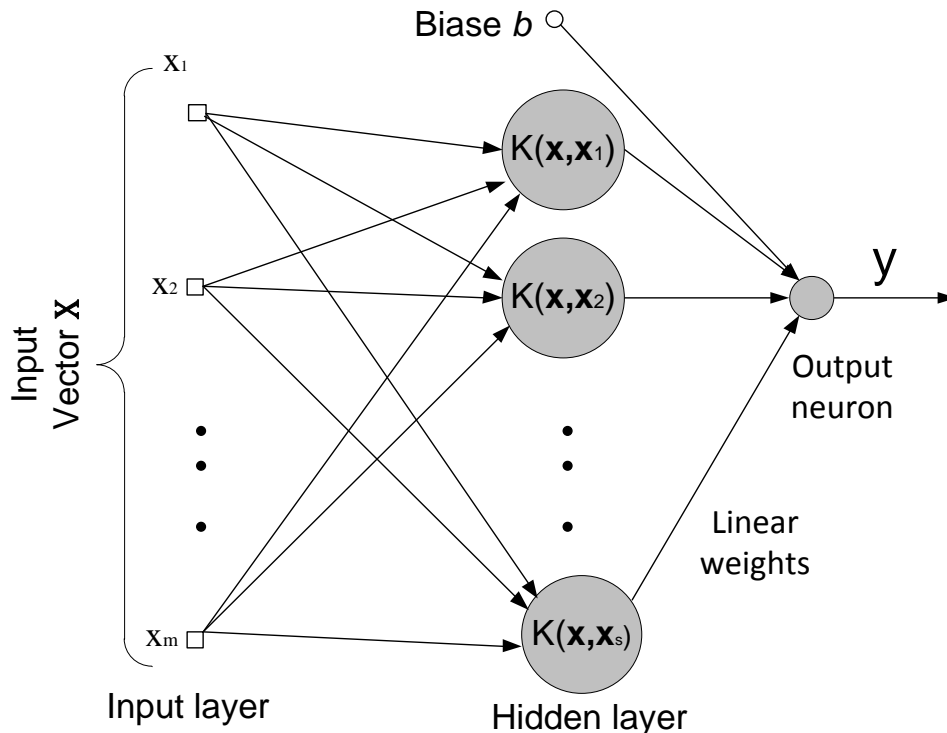 Biase b
x1
K(x,x1)
Input
Vector x
x2
K(x,x2)
y
Output
neuron
Linear
weights
xm
K(x,xs)
Input layer
Hidden layer